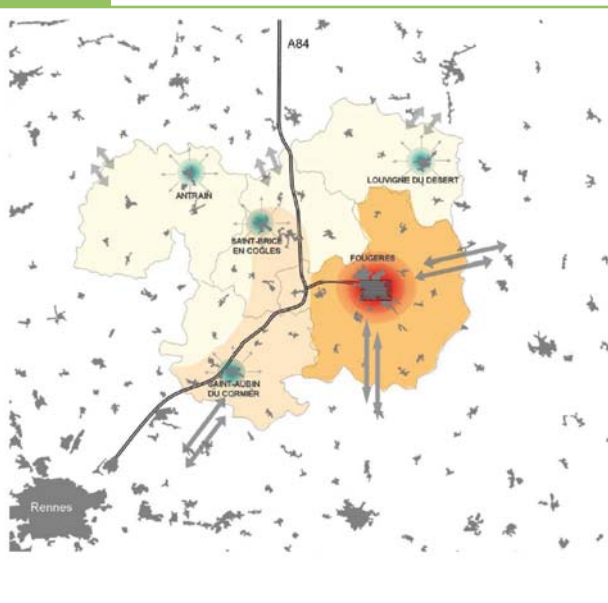 A84
LOUVIGNE DU DESERT
ANTRAIN
SAINT-BRICE
EN COGLES
FOUGERES
SAINT-AUBIN
DU CORMIER
Rennes